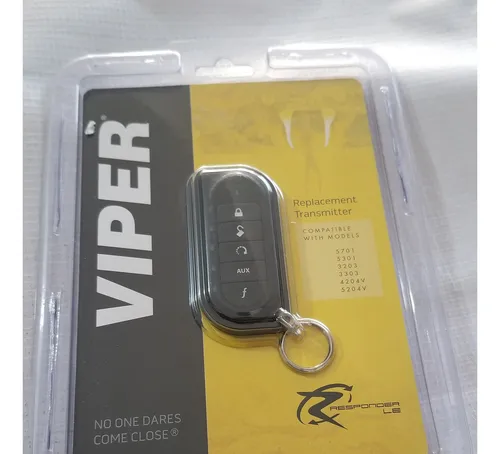 VIPER®
NO ONE DARES
COME CLOSE®
Replacement
Transmitter
COMPATIBLE
WITH MODELS
5701
5301
3203
3303
4204V
5204V
AUX
f
RESPONDER
LE